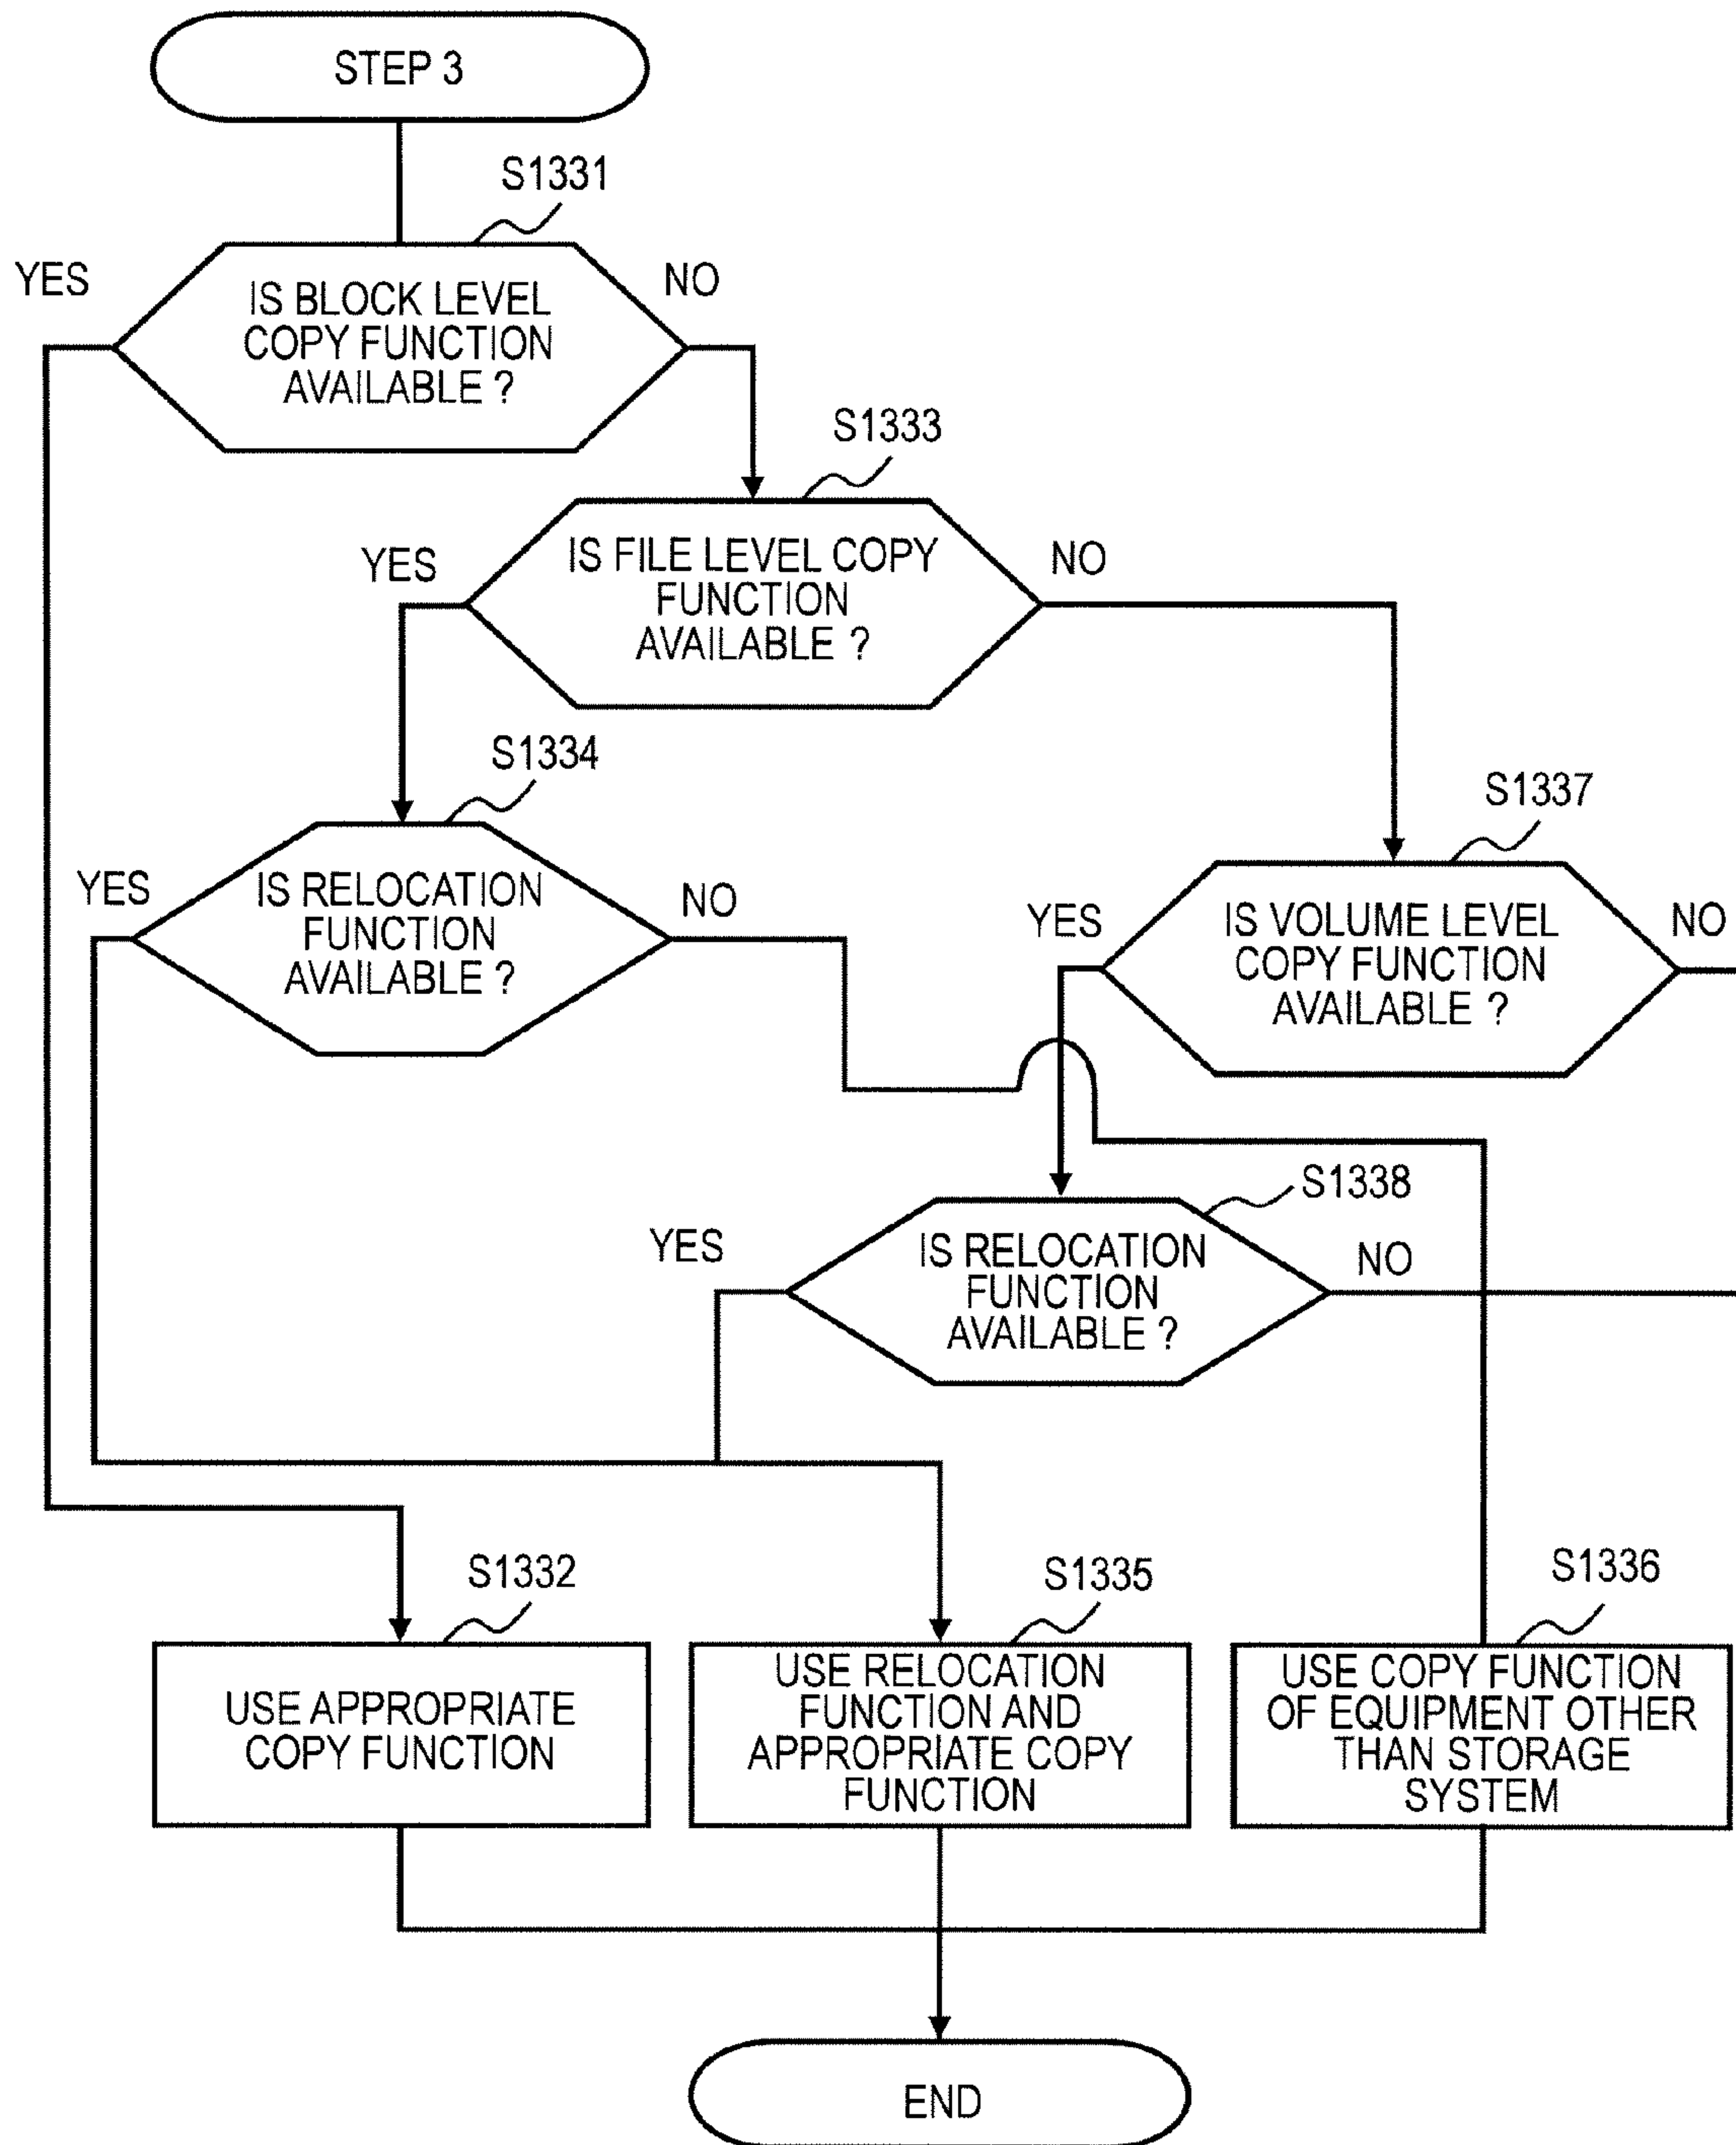 STEP 3
S1331
YES
NO
IS BLOCK LEVEL
COPY FUNCTION
AVAILABLE ?
S1333
YES
NO
IS FILE LEVEL COPY
FUNCTION
AVAILABLE ?
S1334
YES
NO
IS RELOCATION
FUNCTION
AVAILABLE ?
S1337
YES
NO
IS VOLUME LEVEL
COPY FUNCTION
AVAILABLE ?
S1338
YES
NO
IS RELOCATION
FUNCTION
AVAILABLE ?
S1332
USE APPROPRIATE
COPY FUNCTION
S1335
USE RELOCATION
FUNCTION AND
APPROPRIATE COPY
FUNCTION
S1336
USE COPY FUNCTION
OF EQUIPMENT OTHER
THAN STORAGE
SYSTEM
END